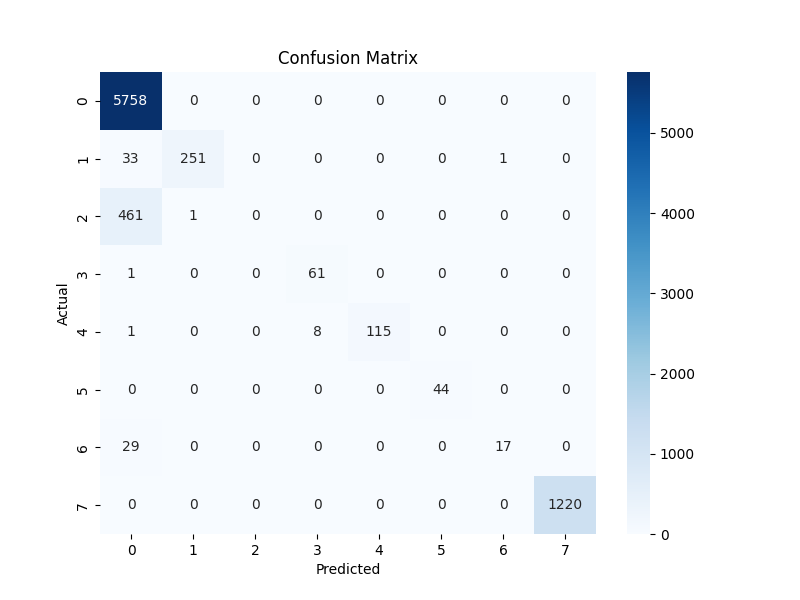 Confusion Matrix
0 5758 0 0 0 0 0 0 0
1 33 251 0 0 0 0 1 0
2 461 1 0 0 0 0 0 0
3 1 0 0 61 0 0 0 0
4 1 0 0 8 115 0 0 0
5 0 0 0 0 0 44 0 0
6 29 0 0 0 0 0 17 0
7 0 0 0 0 0 0 0 1220
0 1 2 3 4 5 6 7
Predicted
Actual
5000
4000
3000
2000
1000
0